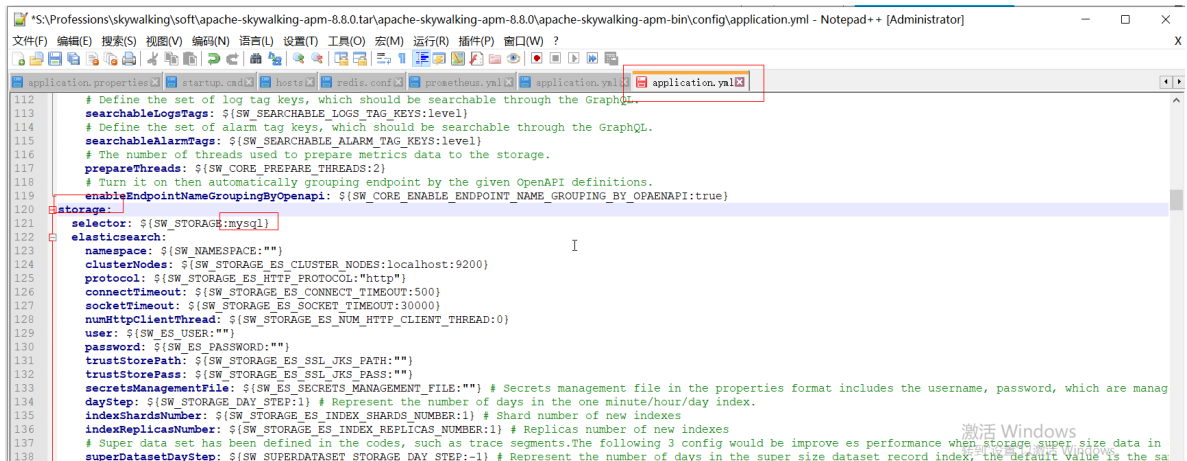 *S:\Professions\skywalking\soft\apache-skywalking-apm-8.8.0.tar\apache-skywalking-apm-8.8.0\apache-skywalking-apm-bin\config\application.yml - Notepad++ [Administrator]
文件(F) 编辑(E) 搜索(S) 视图(V) 编码(N) 语言(L) 设置(T) 工具(O) 宏(M) 运行(R) 插件(P) 窗口(W) ? X
application.properties startup.cmd hosts redis.conf prometheus.yml application.yml application.yml
112 # Define the set of log tag keys, which should be searchable through the GraphQL.
113 searchableLogsTags: ${SW_SEARCHABLE_LOGS_TAG_KEYS:level}
114 # Define the set of alarm tag keys, which should be searchable through the GraphQL.
115 searchableAlarmTags: ${SW_SEARCHABLE_ALARM_TAG_KEYS:level}
116 # The number of threads used to prepare metrics data to the storage.
117 prepareThreads: ${SW_CORE_PREPARE_THREADS:2}
118 # Turn it on then automatically grouping endpoint by the given OpenAPI definitions.
119 enableEndpointNameGroupingByOpenapi: ${SW_CORE_ENABLE_ENDPOINT_NAME_GROUPING_BY_OPAENAPI:true}
120 storage:
121 selector: ${SW_STORAGE:mysql}
122 elasticsearch:
123 namespace: ${SW_NAMESPACE:""}
124 clusterNodes: ${SW_STORAGE_ES_CLUSTER_NODES:localhost:9200}
125 protocol: ${SW_STORAGE_ES_HTTP_PROTOCOL:"http"}
126 connectTimeout: ${SW_STORAGE_ES_CONNECT_TIMEOUT:500}
127 socketTimeout: ${SW_STORAGE_ES_SOCKET_TIMEOUT:30000}
128 numHttpClientThread: ${SW_STORAGE_ES_NUM_HTTP_CLIENT_THREAD:0}
129 user: ${SW_ES_USER:""}
130 password: ${SW_ES_PASSWORD:""}
131 trustStorePath: ${SW_STORAGE_ES_SSL_JKS_PATH:""}
132 trustStorePass: ${SW_STORAGE_ES_SSL_JKS_PASS:""}
133 secretsManagementFile: ${SW_ES_SECRETS_MANAGEMENT_FILE:""} # Secrets management file in the properties format includes the username, password, which are manag
134 dayStep: ${SW_STORAGE_DAY_STEP:1} # Represent the number of days in the one minute/hour/day index.
135 indexShardsNumber: ${SW_STORAGE_ES_INDEX_SHARDS_NUMBER:1} # Shard number of new indexes
136 indexReplicasNumber: ${SW_STORAGE_ES_INDEX_REPLICAS_NUMBER:1} # Replicas number of new indexes
激活 Windows
137 # Super data set has been defined in the codes, such as trace segments.The following 3 config would be improve es performance when storage super size data in
转到"设置"以激活 Windows。
138 superDatasetDayStep: ${SW_SUPERDATASET_STORAGE_DAY_STEP:-1} # Represent the number of days in the super size dataset record index, the default value is the sa